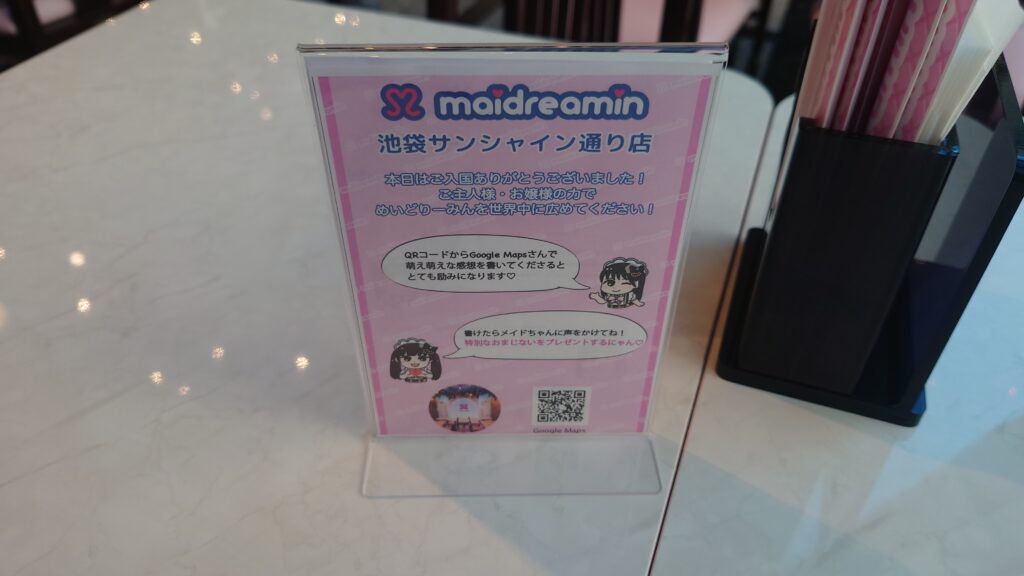 maidreamin
池袋サンシャイン通り店
本日はご入国ありがとうございました！
ご主人様・お嬢様の力で
めいどりーみんを世界中に広めてください！
QRコードからGoogle Mapsさんで
萌え萌えな感想を書いてくださると
とても励みになります♡
書けたらメイドちゃんに声をかけてね！
特別なおまじないをプレゼントするにゃん♡
Google Maps